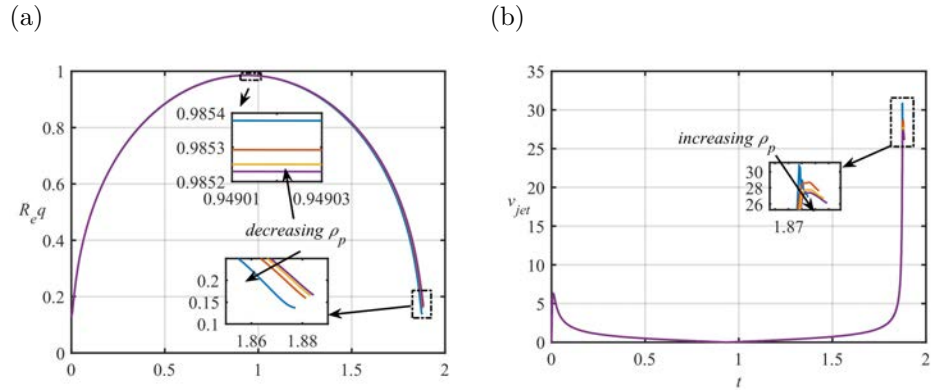 (a)
(b)
1
0.8
0.6
0.4
0.2
0
R_eq
0 0.5 1 1.5 2
0.9854
0.9853
0.9852
0.94901 0.94903
decreasing ρ_p
0.2
0.15
0.1
1.86 1.88
35
30
25
20
15
10
5
0
v_jet
0 0.5 1 1.5 2
t
increasing ρ_p
30
28
26
1.87